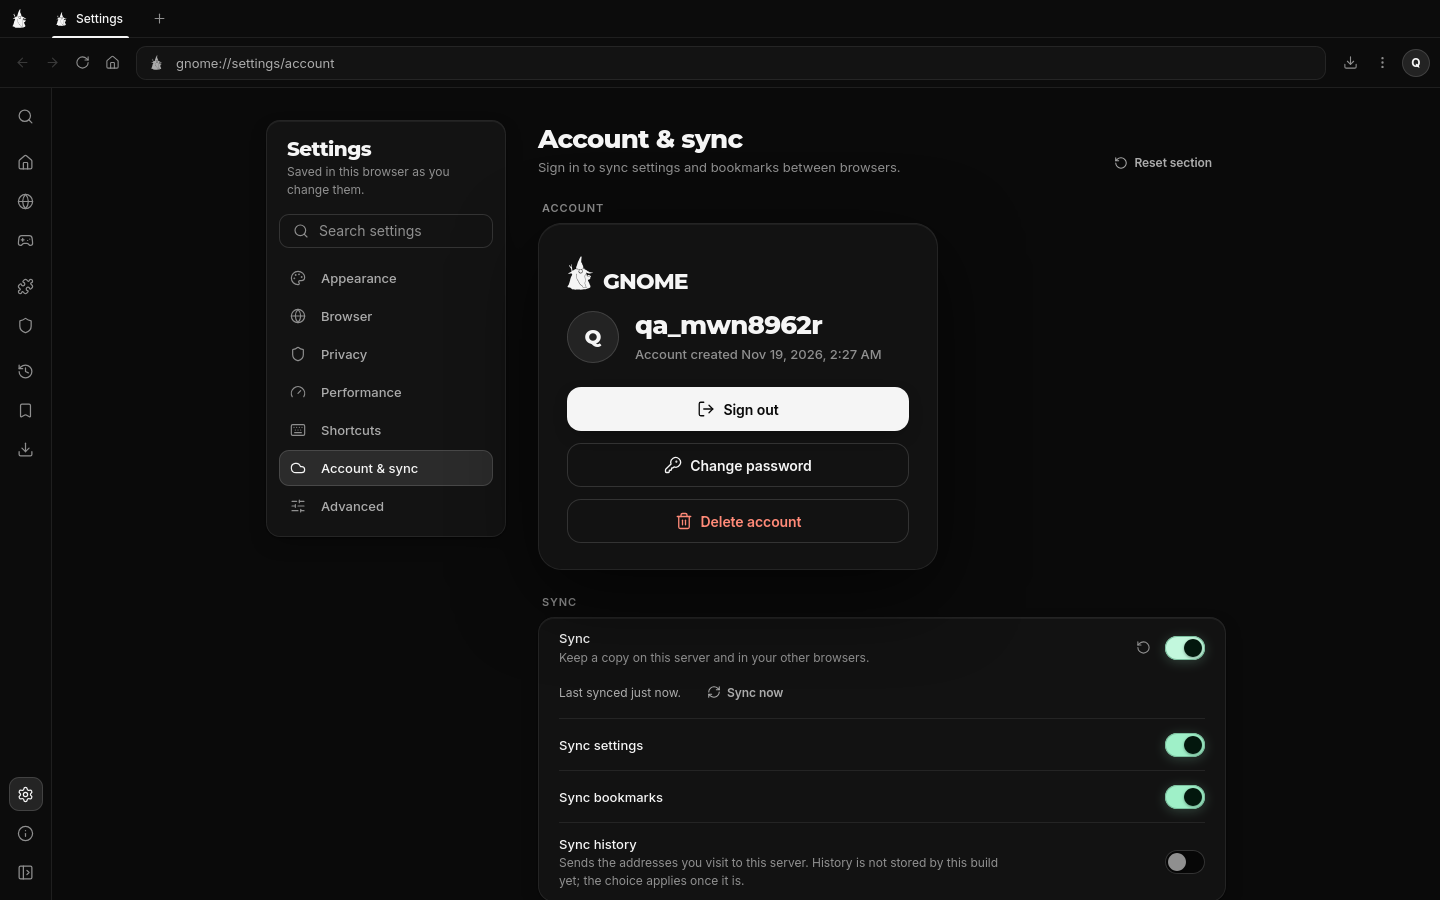 Settings
gnome://settings/account
Q
Settings
Saved in this browser as you
change them.
Search settings
Appearance
Browser
Privacy
Performance
Shortcuts
Account & sync
Advanced
Account & sync
Sign in to sync settings and bookmarks between browsers.
Reset section
ACCOUNT
GNOME
Q
qa_mwn8962r
Account created Nov 19, 2026, 2:27 AM
Sign out
Change password
Delete account
SYNC
Sync
Keep a copy on this server and in your other browsers.
Last synced just now.
Sync now
Sync settings
Sync bookmarks
Sync history
Sends the addresses you visit to this server. History is not stored by this build
yet; the choice applies once it is.